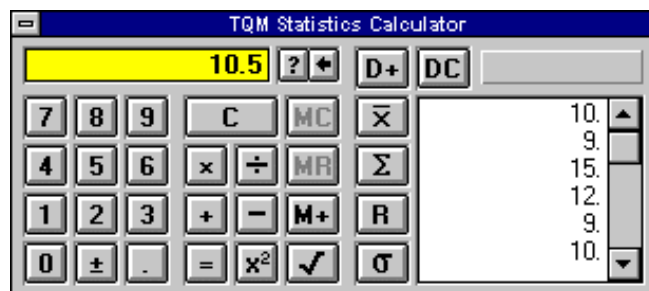 TQM Statistics Calculator
10.5 ? D+ DC
7 8 9 C MC x̅ 10.
9.
4 5 6 × ÷ MR Σ 15.
12.
1 2 3 + − M+ R 9.
0 ± . = x² √ σ 10.